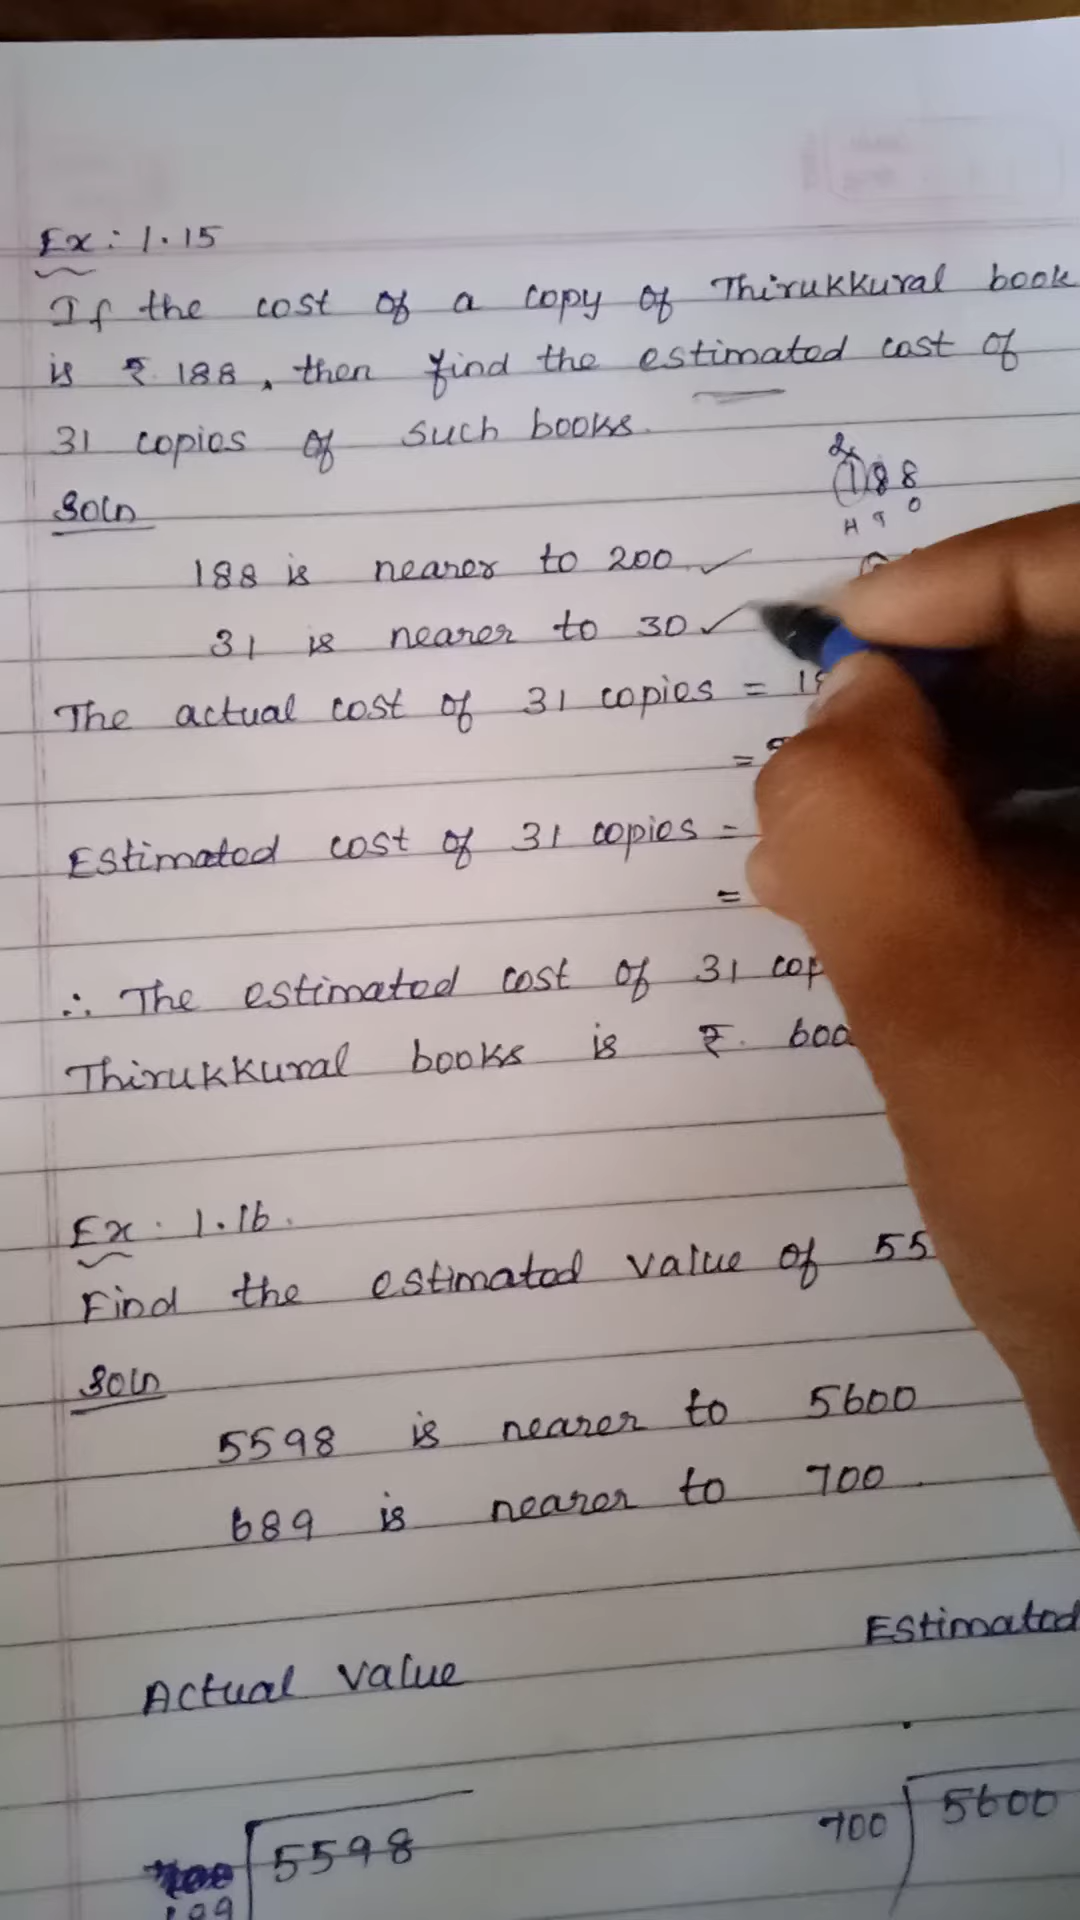 Ex : 1.15
If the cost of a copy of Thirukkural book
is ₹. 188, then find the estimated cost of
31 copies of such books.
Soln
2
188
H T O
188 is nearer to 200 ✓
31 is nearer to 30 ✓
The actual cost of 31 copies =
=
Estimated cost of 31 copies =
=
∴ The estimated cost of 31
Thirukkural books is ₹.
Ex : 1.16.
Find the estimated value of
Soln
5598 is nearer to 5600
689 is nearer to 700.
Estimated
Actual value
5598
700 5600